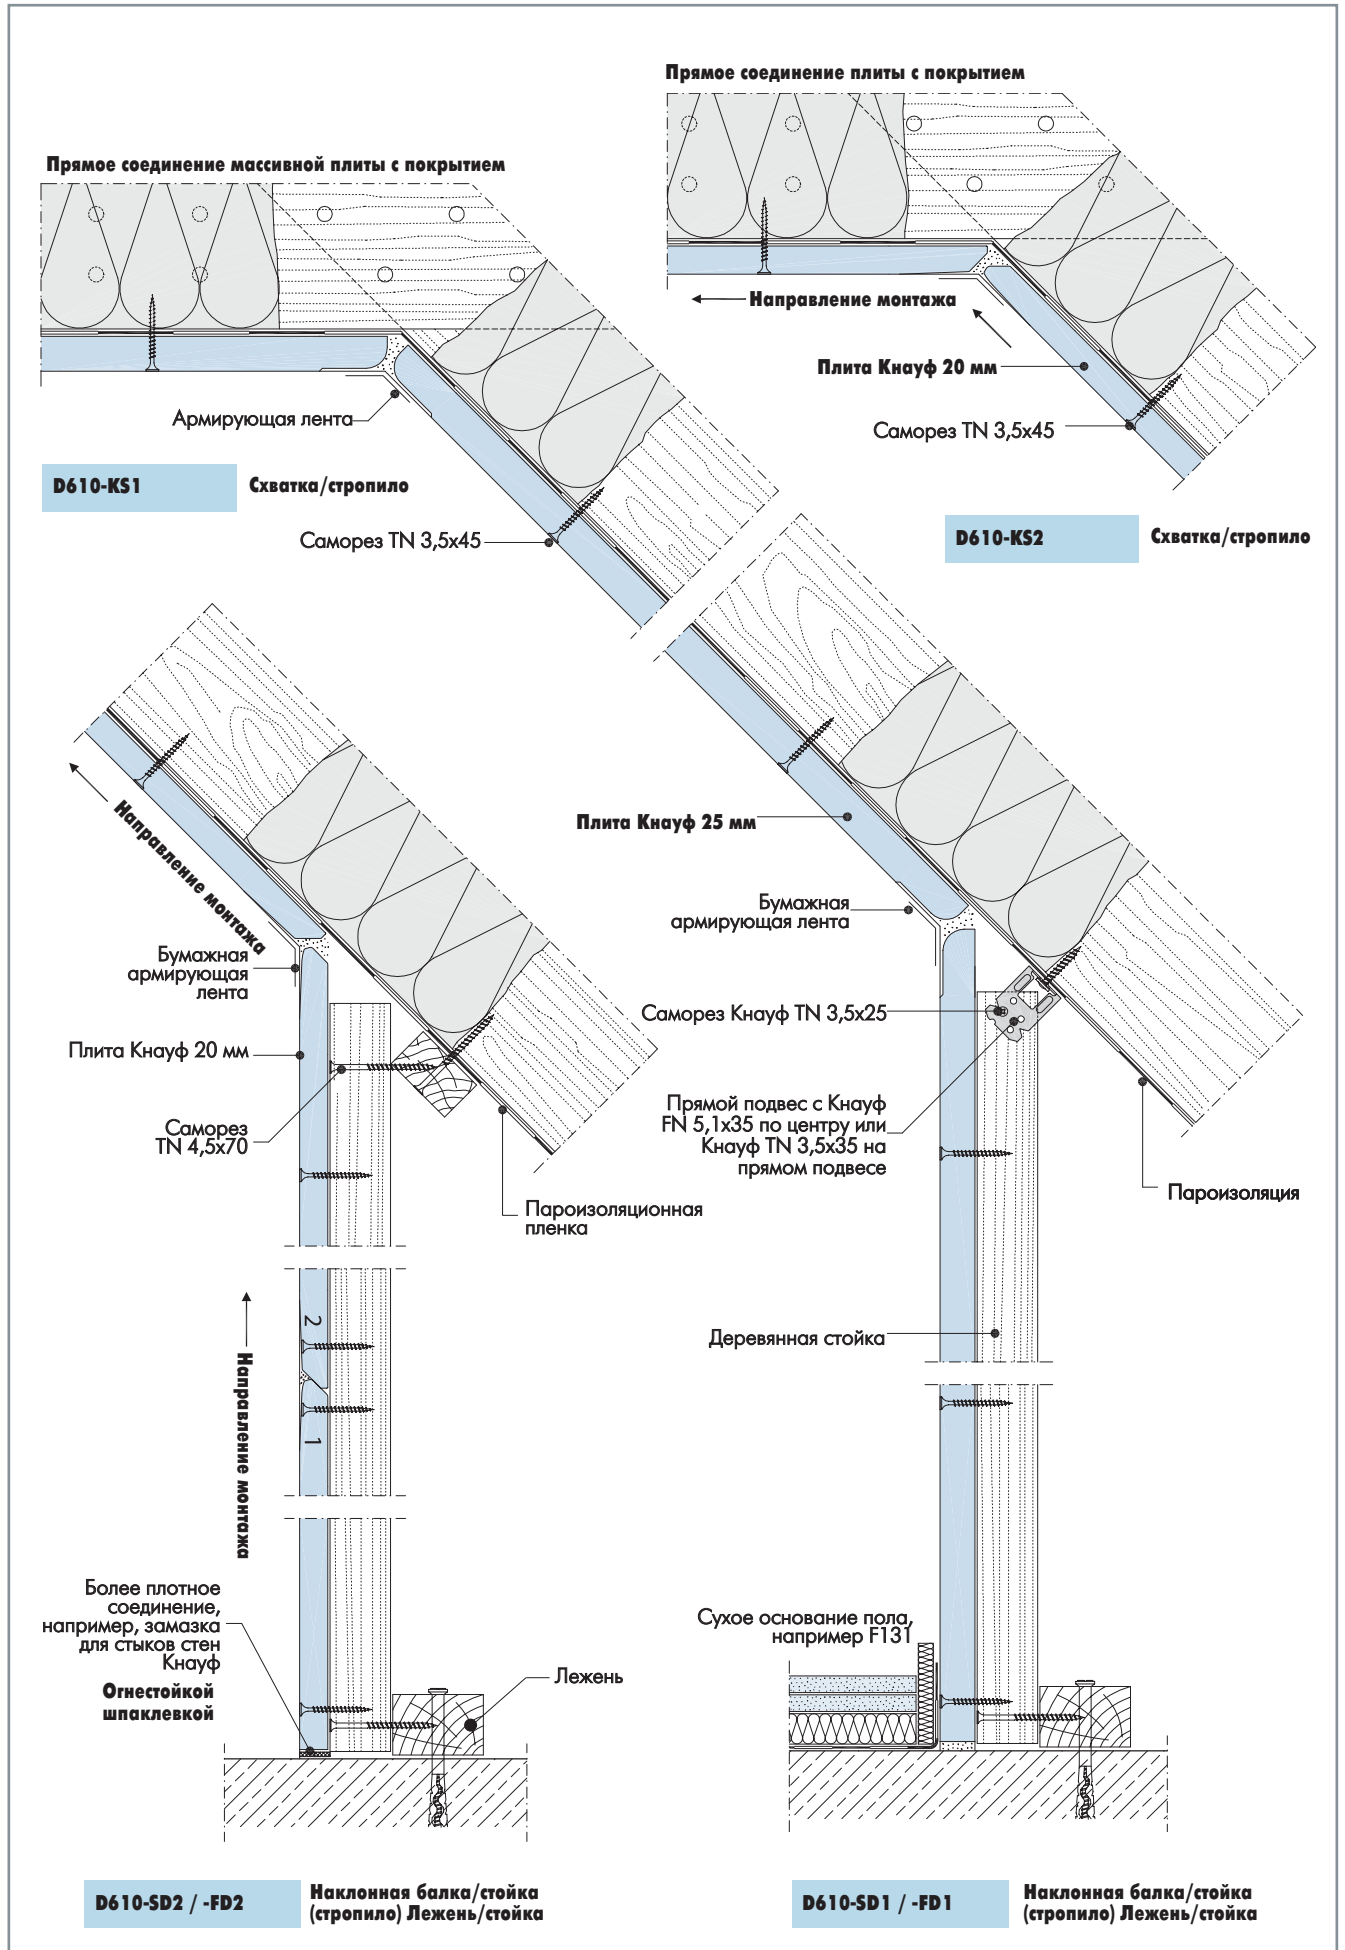 Прямое соединение плиты с покрытием
Прямое соединение массивной плиты с покрытием
Направление монтажа
Плита Кнауф 20 мм
Армирующая лента
Саморез TN 3,5x45
D610-KS1
Схватка/стропило
Саморез TN 3,5x45
D610-KS2
Схватка/стропило
Направление монтажа
Плита Кнауф 25 мм
Бумажная
армирующая лента
Бумажная
армирующая
лента
Саморез Кнауф TN 3,5x25
Плита Кнауф 20 мм
Прямой подвес с Кнауф
FN 5,1x35 по центру или
Кнауф TN 3,5x35 на
прямом подвесе
Саморез
TN 4,5x70
Пароизоляция
Пароизоляционная
пленка
2
Деревянная стойка
Направление монтажа
1
Более плотное
соединение,
например, замазка
для стыков стен
Кнауф
Огнестойкой
шпаклевкой
Лежень
Сухое основание пола,
например F131
D610-SD2 / -FD2
Наклонная балка/стойка
(стропило) Лежень/стойка
D610-SD1 / -FD1
Наклонная балка/стойка
(стропило) Лежень/стойка